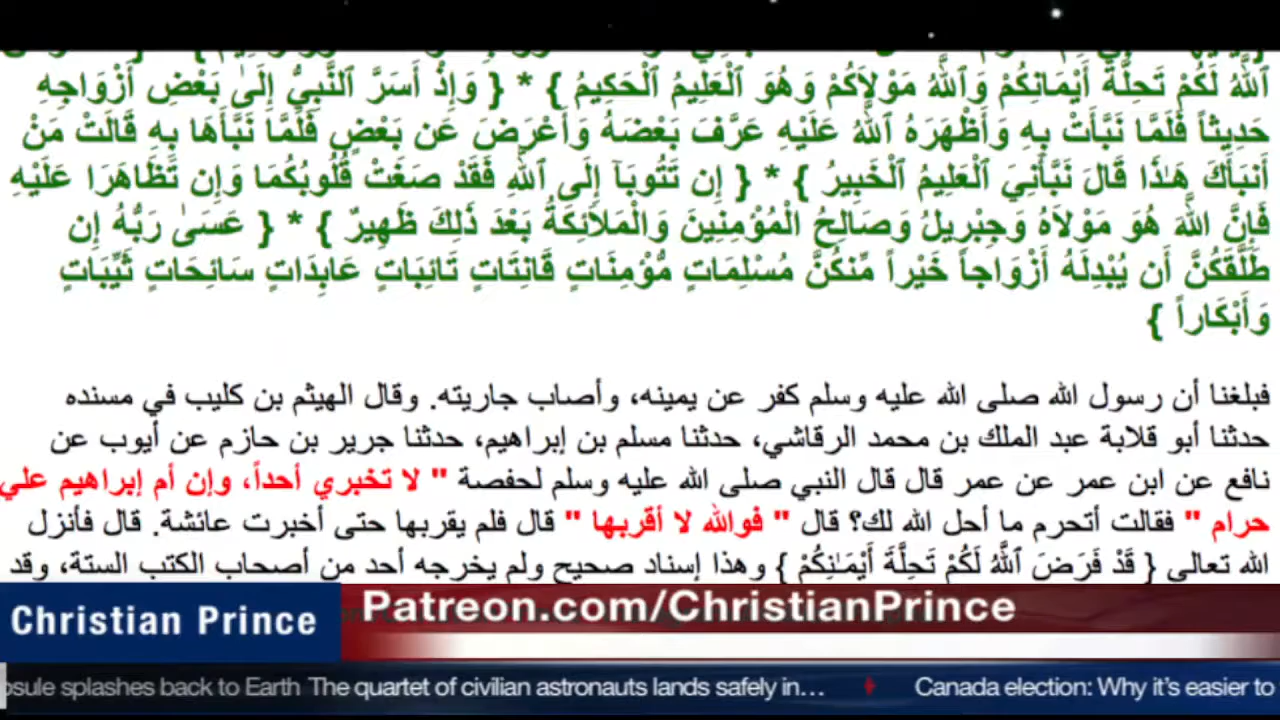 ٱللَّهُ لَكُمْ تَحِلَّةَ أَيْمَانِكُمْ وَٱللَّهُ مَوْلاَكُمْ وَهُوَ ٱلْعَلِيمُ ٱلْحَكِيمُ } * { وَإِذَ أَسَرَّ ٱلنَّبِيُّ إِلَىٰ بَعْضِ أَزْوَاجِهِ
حَدِيثاً فَلَمَّا نَبَّأَتْ بِهِ وَأَظْهَرَهُ ٱللَّهُ عَلَيْهِ عَرَّفَ بَعْضَهُ وَأَعْرَضَ عَن بَعْضٍ فَلَمَّا نَبَّأَهَا بِهِ قَالَتْ مَنْ
أَنبَأَكَ هَـٰذَا قَالَ نَبَّأَنِيَ ٱلْعَلِيمُ ٱلْخَبِيرُ } * { إِن تَتُوبَآ إِلَى ٱللَّهِ فَقَدْ صَغَتْ قُلُوبُكُمَا وَإِن تَظَاهَرَا عَلَيْهِ
فَإِنَّ اللَّهَ هُوَ مَوْلاَهُ وَجِبْرِيلُ وَصَالِحُ الْمُؤْمِنِينَ وَالْمَلاَئِكَةُ بَعْدَ ذَلِكَ ظَهِيرٌ } * { عَسَىٰ رَبُّهُ إِن
طَلَّقَكُنَّ أَن يُبْدِلَهُ أَزْوَاجاً خَيْراً مِّنكُنَّ مُسْلِمَاتٍ مُّؤْمِنَاتٍ قَانِتَاتٍ تَائِبَاتٍ عَابِدَاتٍ سَائِحَاتٍ ثَيِّبَاتٍ
وَأَبْكَاراً }
فبلغنا أن رسول الله صلى الله عليه وسلم كفر عن يمينه، وأصاب جاريته. وقال الهيثم بن كليب في مسنده
حدثنا أبو قلابة عبد الملك بن محمد الرقاشي، حدثنا مسلم بن إبراهيم، حدثنا جرير بن حازم عن أيوب عن
نافع عن ابن عمر عن عمر قال قال النبي صلى الله عليه وسلم لحفصة " لا تخبري أحداً، وإن أم إبراهيم علي
حرام " فقالت أتحرم ما أحل الله لك؟ قال " فوالله لا أقربها " قال فلم يقربها حتى أخبرت عائشة. قال فأنزل
الله تعالى { قَدْ فَرَضَ ٱللَّهُ لَكُمْ تَحِلَّةَ أَيْمَـٰنِكُمْ } وهذا إسناد صحيح ولم يخرجه أحد من أصحاب الكتب الستة، وقد
Christian Prince
Patreon.com/ChristianPrince
splashes back to Earth The quartet of civilian astronauts lands safely in... Canada election: Why it's easier to